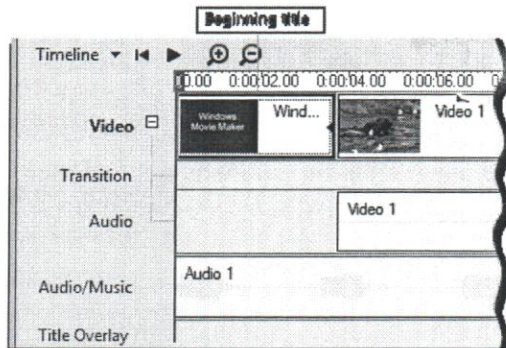 Beginning title
Timeline
0.00 0:00:02.00 0:00:04.00 0:00:06.00
Video
Windows
Movie Maker
Wind...
Video 1
Transition
Audio
Video 1
Audio/Music
Audio 1
Title Overlay